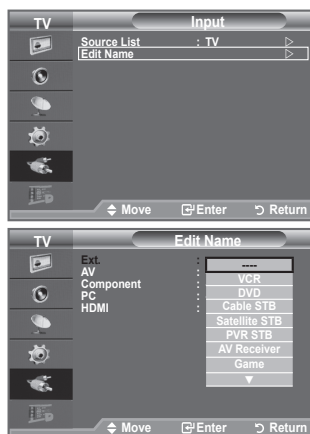 TV Input
Source List : TV
Edit Name
Move Enter Return
TV Edit Name
Ext. : ----
AV :
Component :
PC :
HDMI :
VCR
DVD
Cable STB
Satellite STB
PVR STB
AV Receiver
Game
Move Enter Return